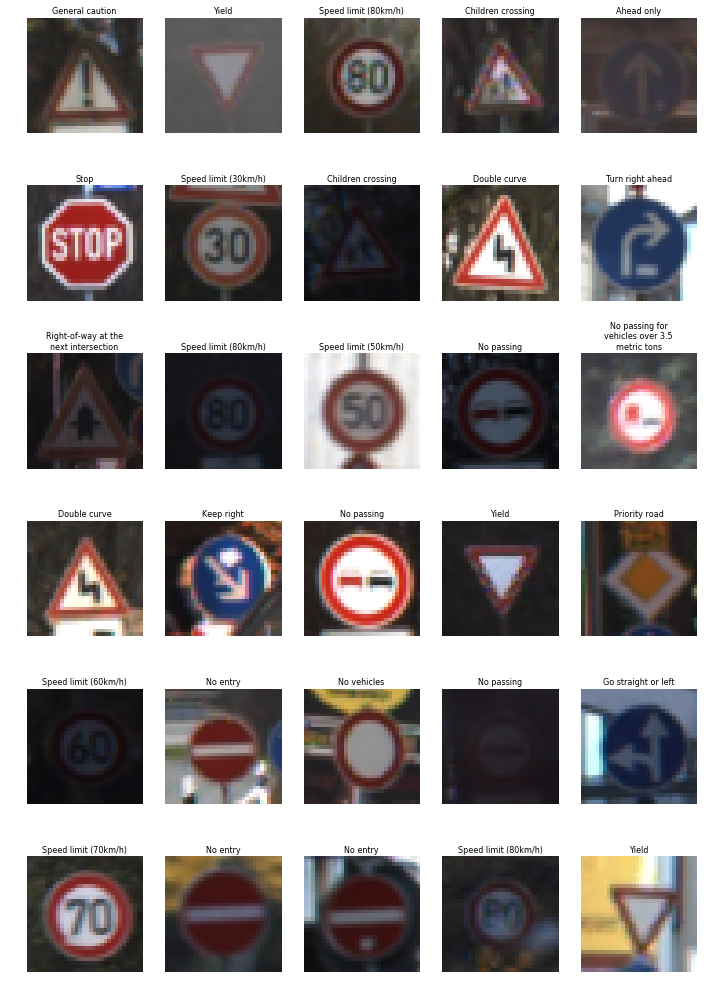 General caution
Yield
Speed limit (80km/h)
Children crossing
Ahead only
80
Stop
Speed limit (30km/h)
Children crossing
Double curve
Turn right ahead
STOP
30
Right-of-way at the
next intersection
Speed limit (80km/h)
Speed limit (50km/h)
No passing
No passing for
vehicles over 3.5
metric tons
80
50
Double curve
Keep right
No passing
Yield
Priority road
Speed limit (60km/h)
No entry
No vehicles
No passing
Go straight or left
60
Speed limit (70km/h)
No entry
No entry
Speed limit (80km/h)
Yield
70